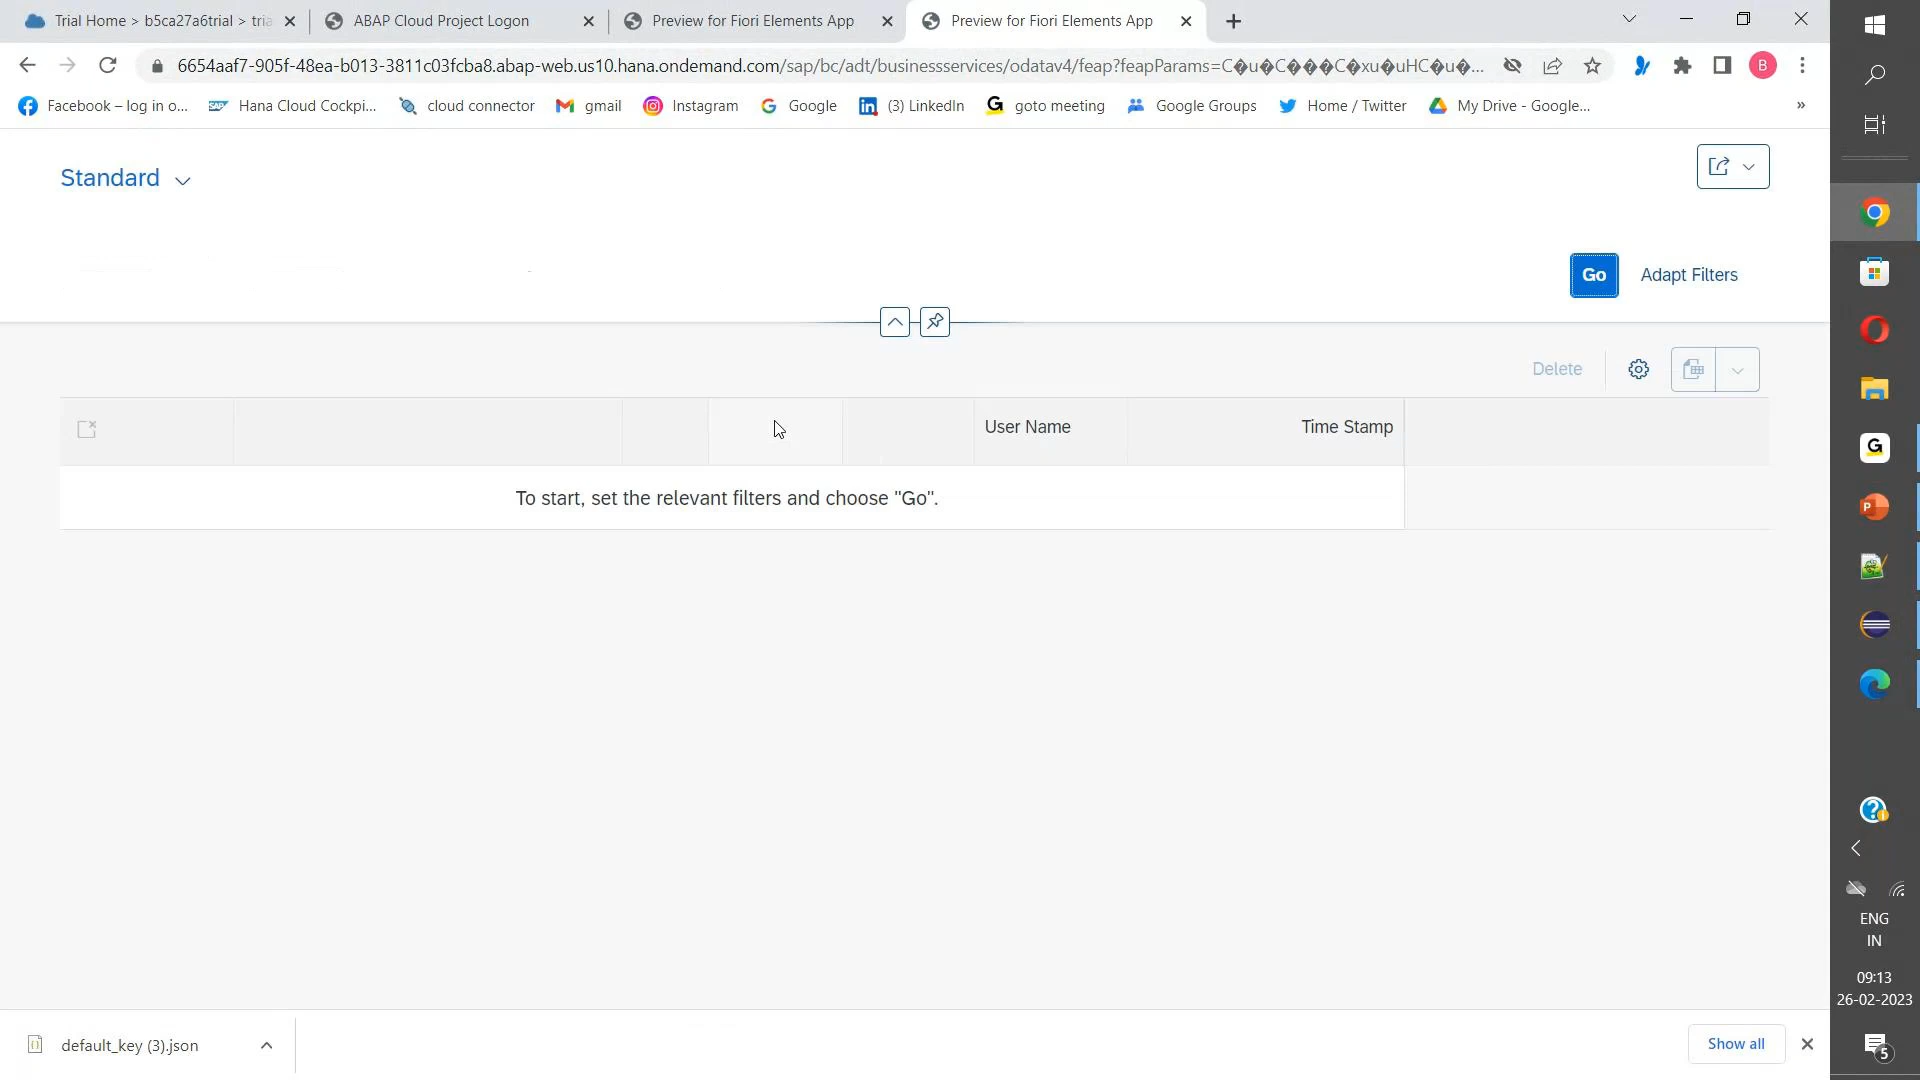 Trial Home > b5ca27a6trial > tria
ABAP Cloud Project Logon
Preview for Fiori Elements App
Preview for Fiori Elements App
6654aaf7-905f-48ea-b013-3811c03fcba8.abap-web.us10.hana.ondemand.com/sap/bc/adt/businessservices/odatav4/feap?feapParams=C�u�C���C�xu�uHC�u�...
B
Facebook – log in o...
Hana Cloud Cockpi...
cloud connector
gmail
Instagram
Google
(3) LinkedIn
goto meeting
Google Groups
Home / Twitter
My Drive - Google...
»
Standard
Go
Adapt Filters
Delete
User Name
Time Stamp
To start, set the relevant filters and choose "Go".
ENG
IN
09:13
26-02-2023
default_key (3).json
Show all
5